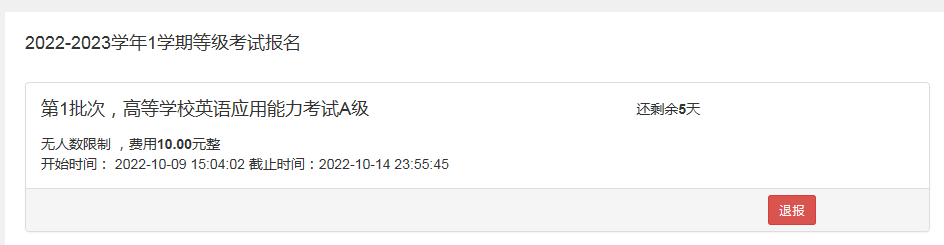 2022-2023学年1学期等级考试报名
第1批次，高等学校英语应用能力考试A级
还剩余5天
无人数限制 ，费用10.00元整
开始时间： 2022-10-09 15:04:02 截止时间：2022-10-14 23:55:45
退报